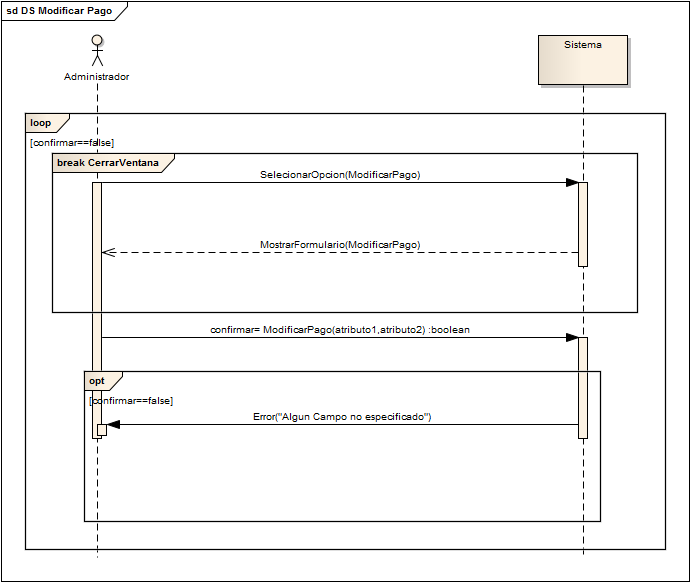 sd DS Modificar Pago
Administrador
Sistema
loop
[confirmar==false]
break CerrarVentana
SelecionarOpcion(ModificarPago)
MostrarFormulario(ModificarPago)
confirmar= ModificarPago(atributo1,atributo2) :boolean
opt
[confirmar==false]
Error("Algun Campo no especificado")